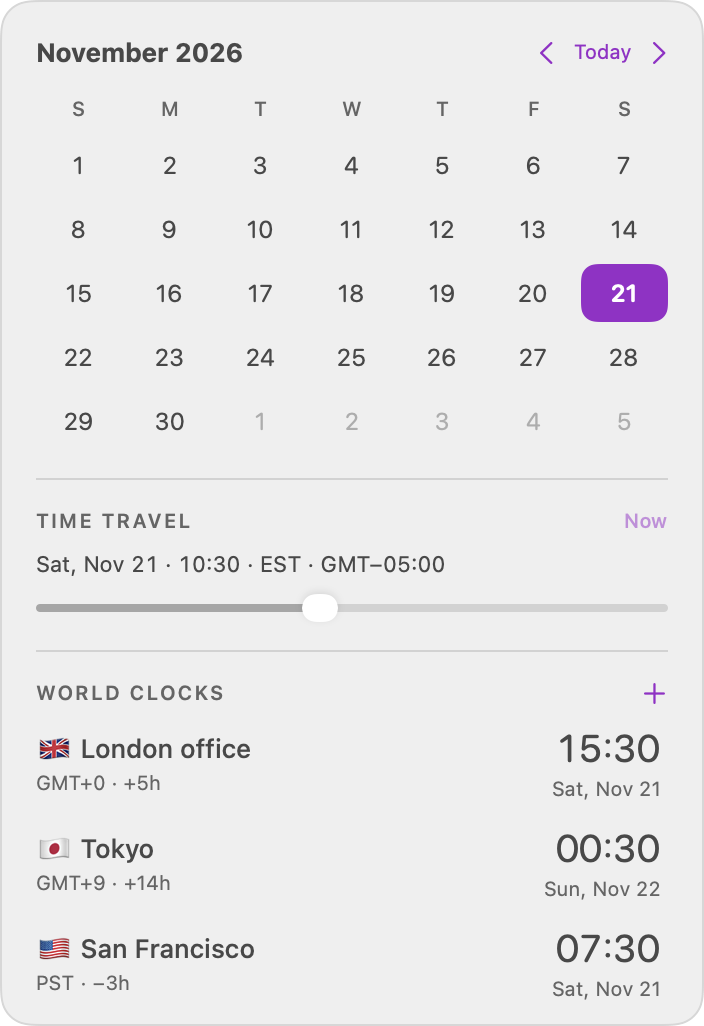 November 2026
Today
S M T W T F S
1 2 3 4 5 6 7
8 9 10 11 12 13 14
15 16 17 18 19 20 21
22 23 24 25 26 27 28
29 30 1 2 3 4 5
TIME TRAVEL
Now
Sat, Nov 21 · 10:30 · EST · GMT−05:00
WORLD CLOCKS
London office
15:30
GMT+0 · +5h
Sat, Nov 21
Tokyo
00:30
GMT+9 · +14h
Sun, Nov 22
San Francisco
07:30
PST · −3h
Sat, Nov 21